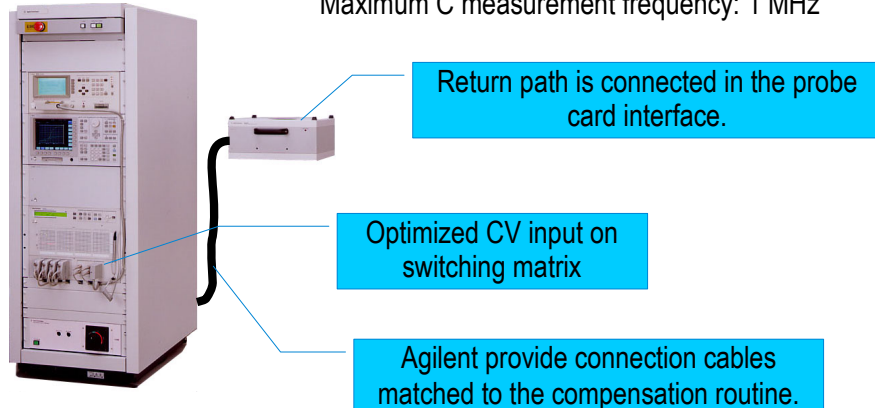 Maximum C measurement frequency: 1 MHz
Return path is connected in the probe
card interface.
Optimized CV input on
switching matrix
Agilent provide connection cables
matched to the compensation routine.